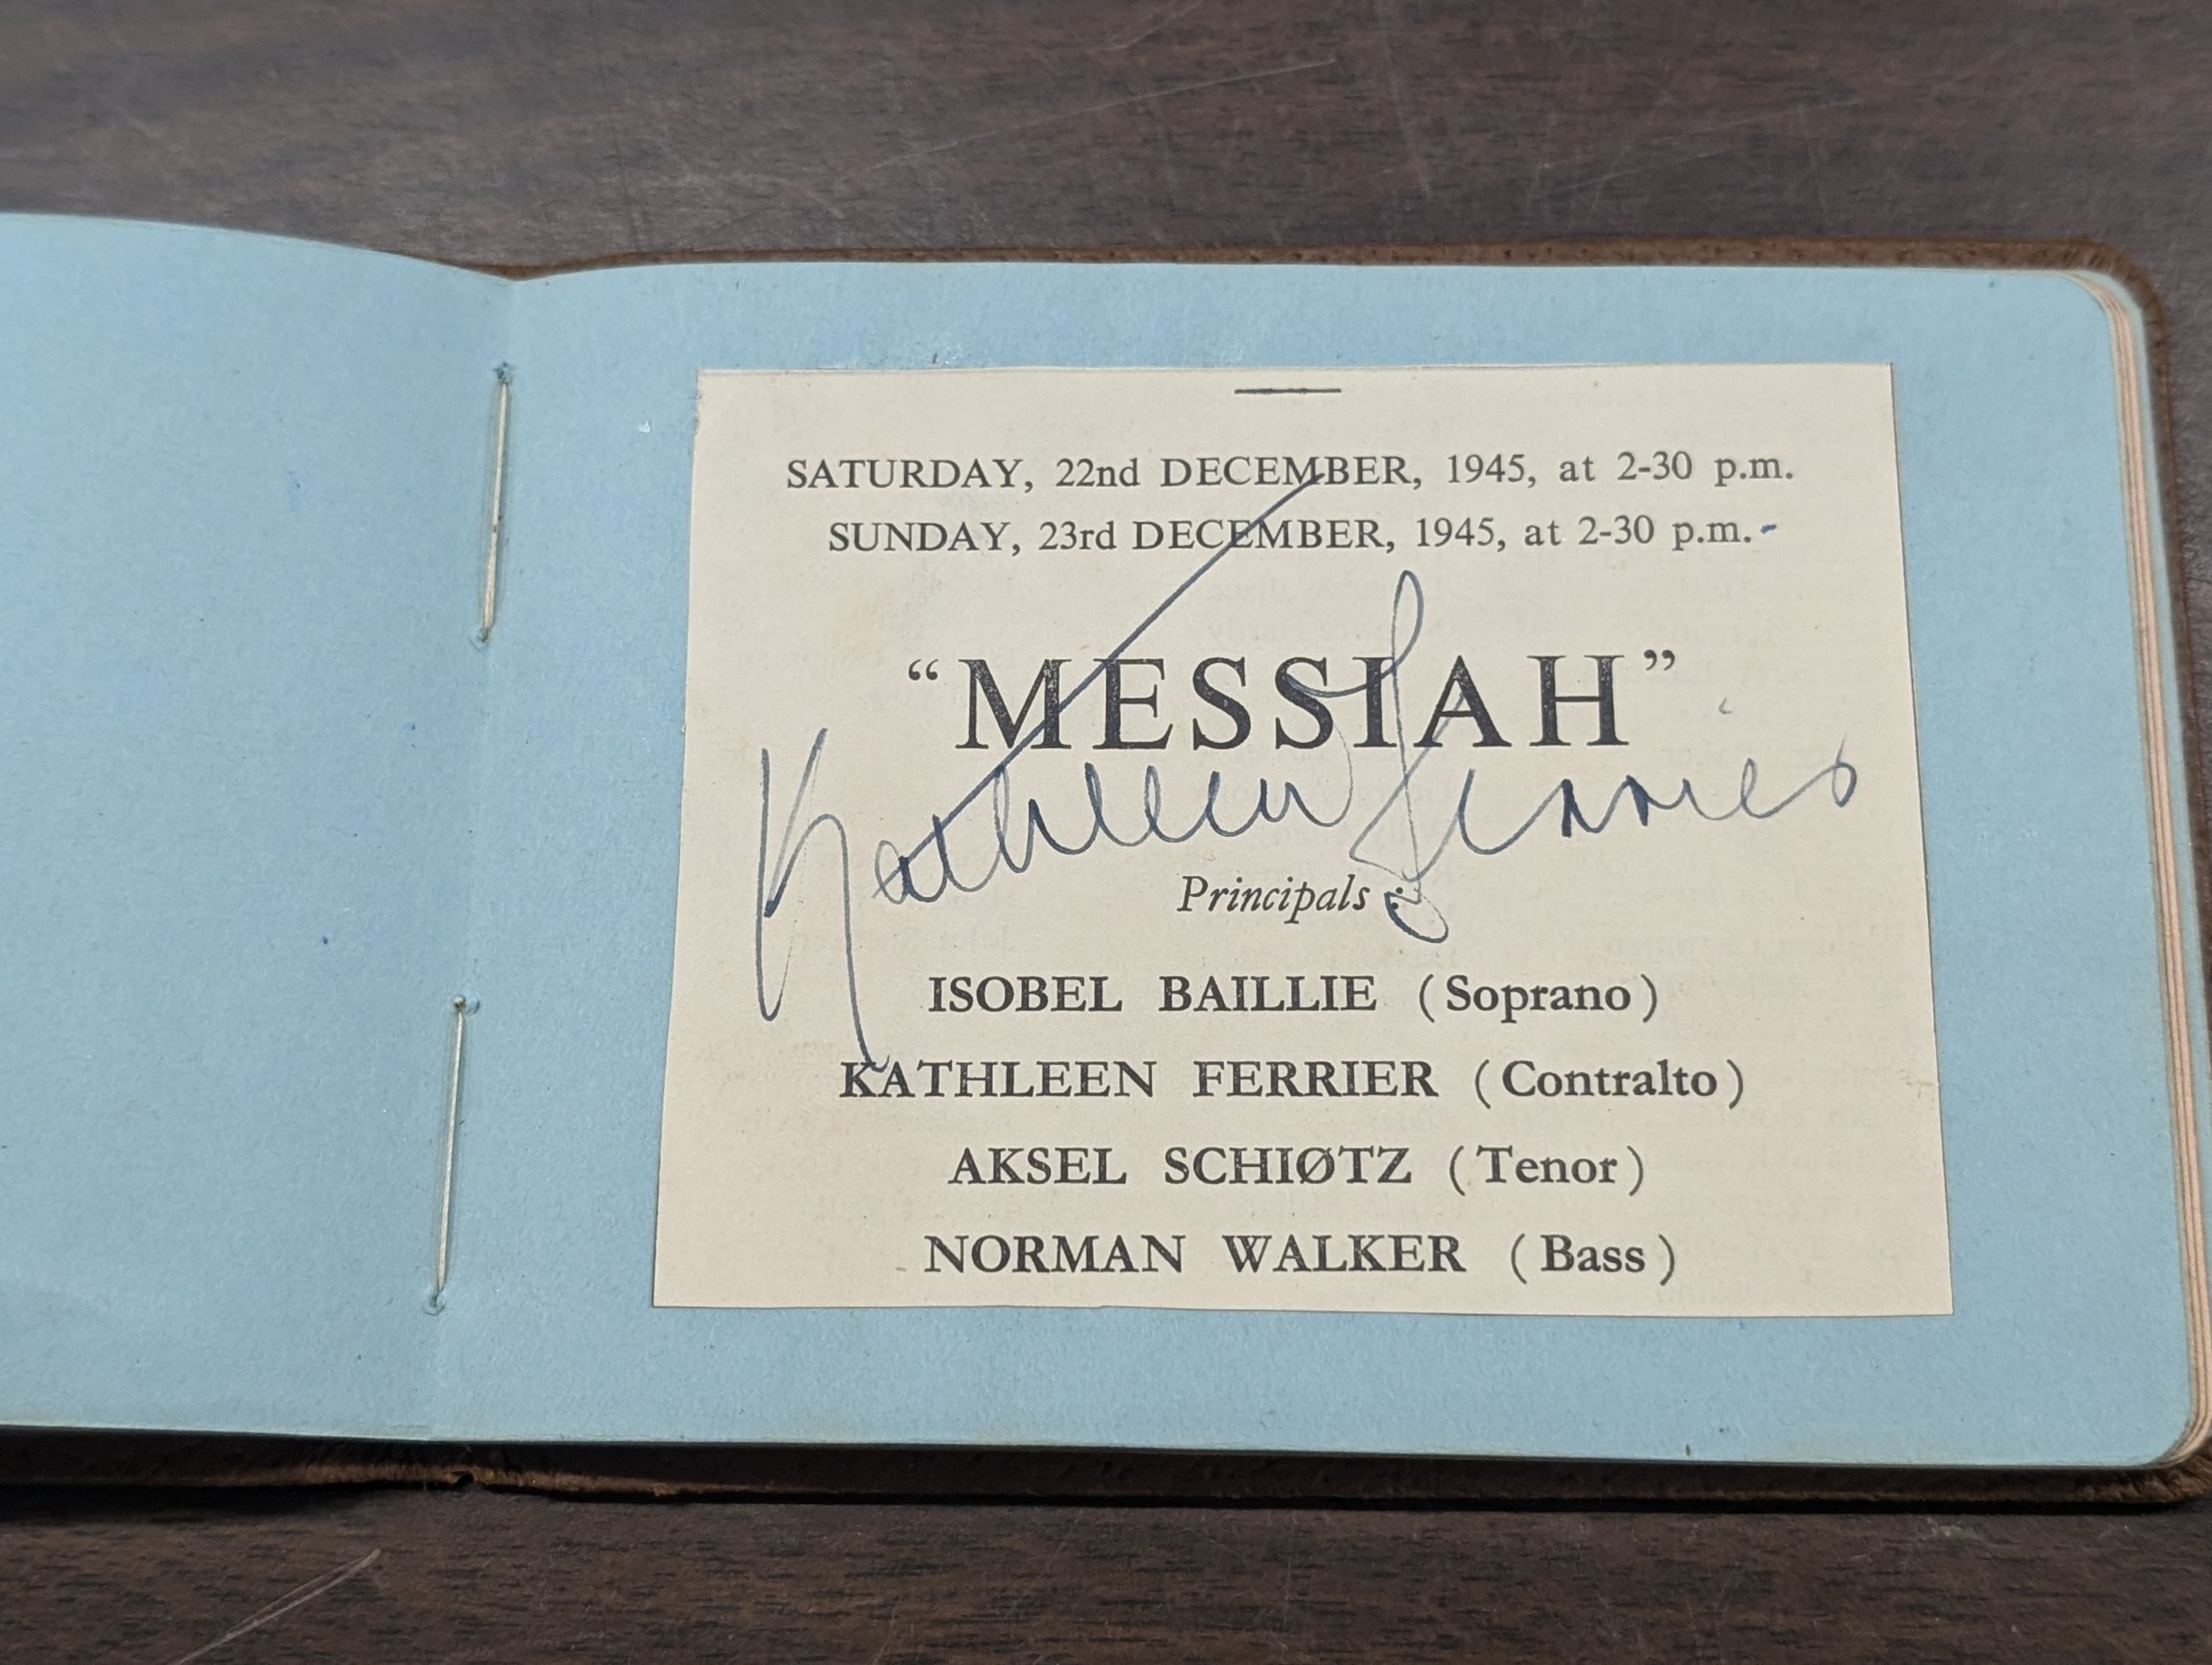 SATURDAY, 22nd DECEMBER, 1945, at 2-30 p.m.
SUNDAY, 23rd DECEMBER, 1945, at 2-30 p.m.-
“MESSIAH”
Kathleen Ferrier
Principals :
ISOBEL BAILLIE (Soprano)
KATHLEEN FERRIER (Contralto)
AKSEL SCHIØTZ (Tenor)
NORMAN WALKER (Bass)